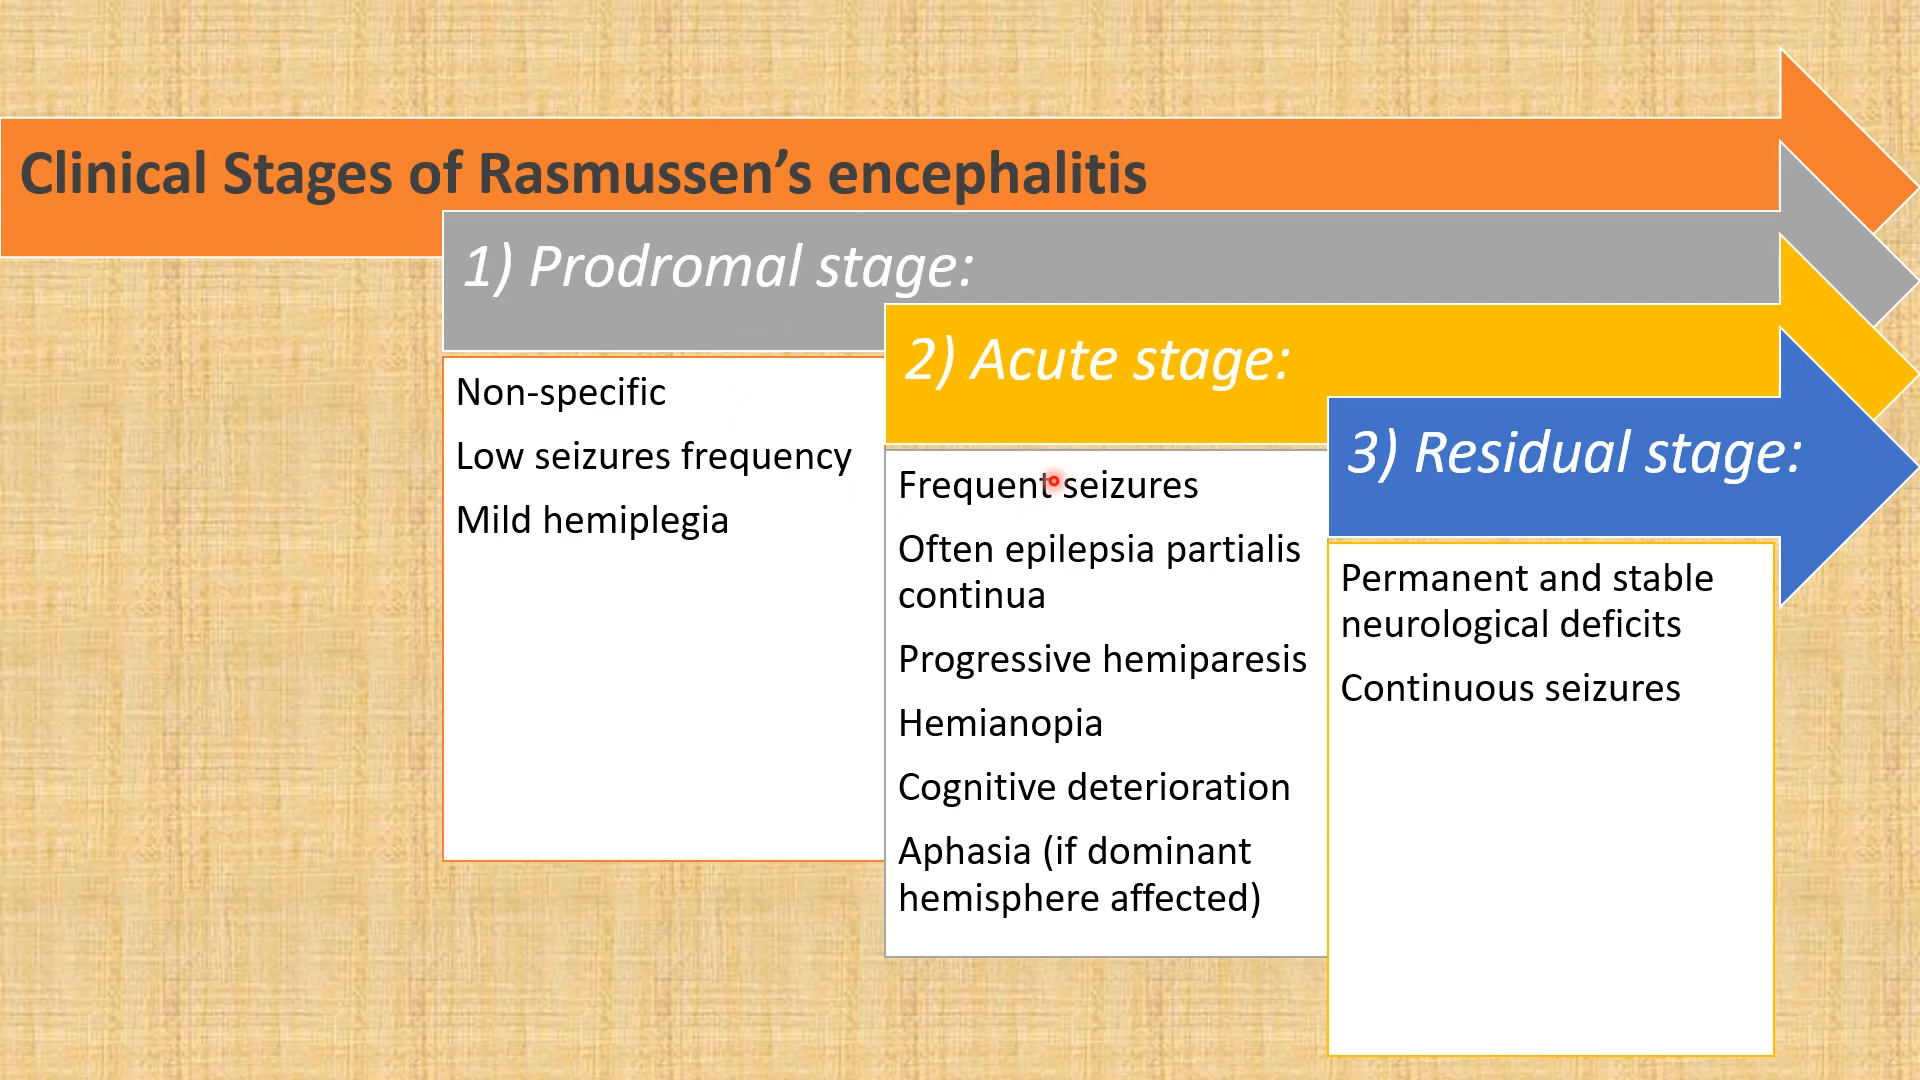 Clinical Stages of Rasmussen’s encephalitis
1) Prodromal stage:
Non-specific
Low seizures frequency
Mild hemiplegia
2) Acute stage:
Frequent seizures
Often epilepsia partialis
continua
Progressive hemiparesis
Hemianopia
Cognitive deterioration
Aphasia (if dominant
hemisphere affected)
3) Residual stage:
Permanent and stable
neurological deficits
Continuous seizures